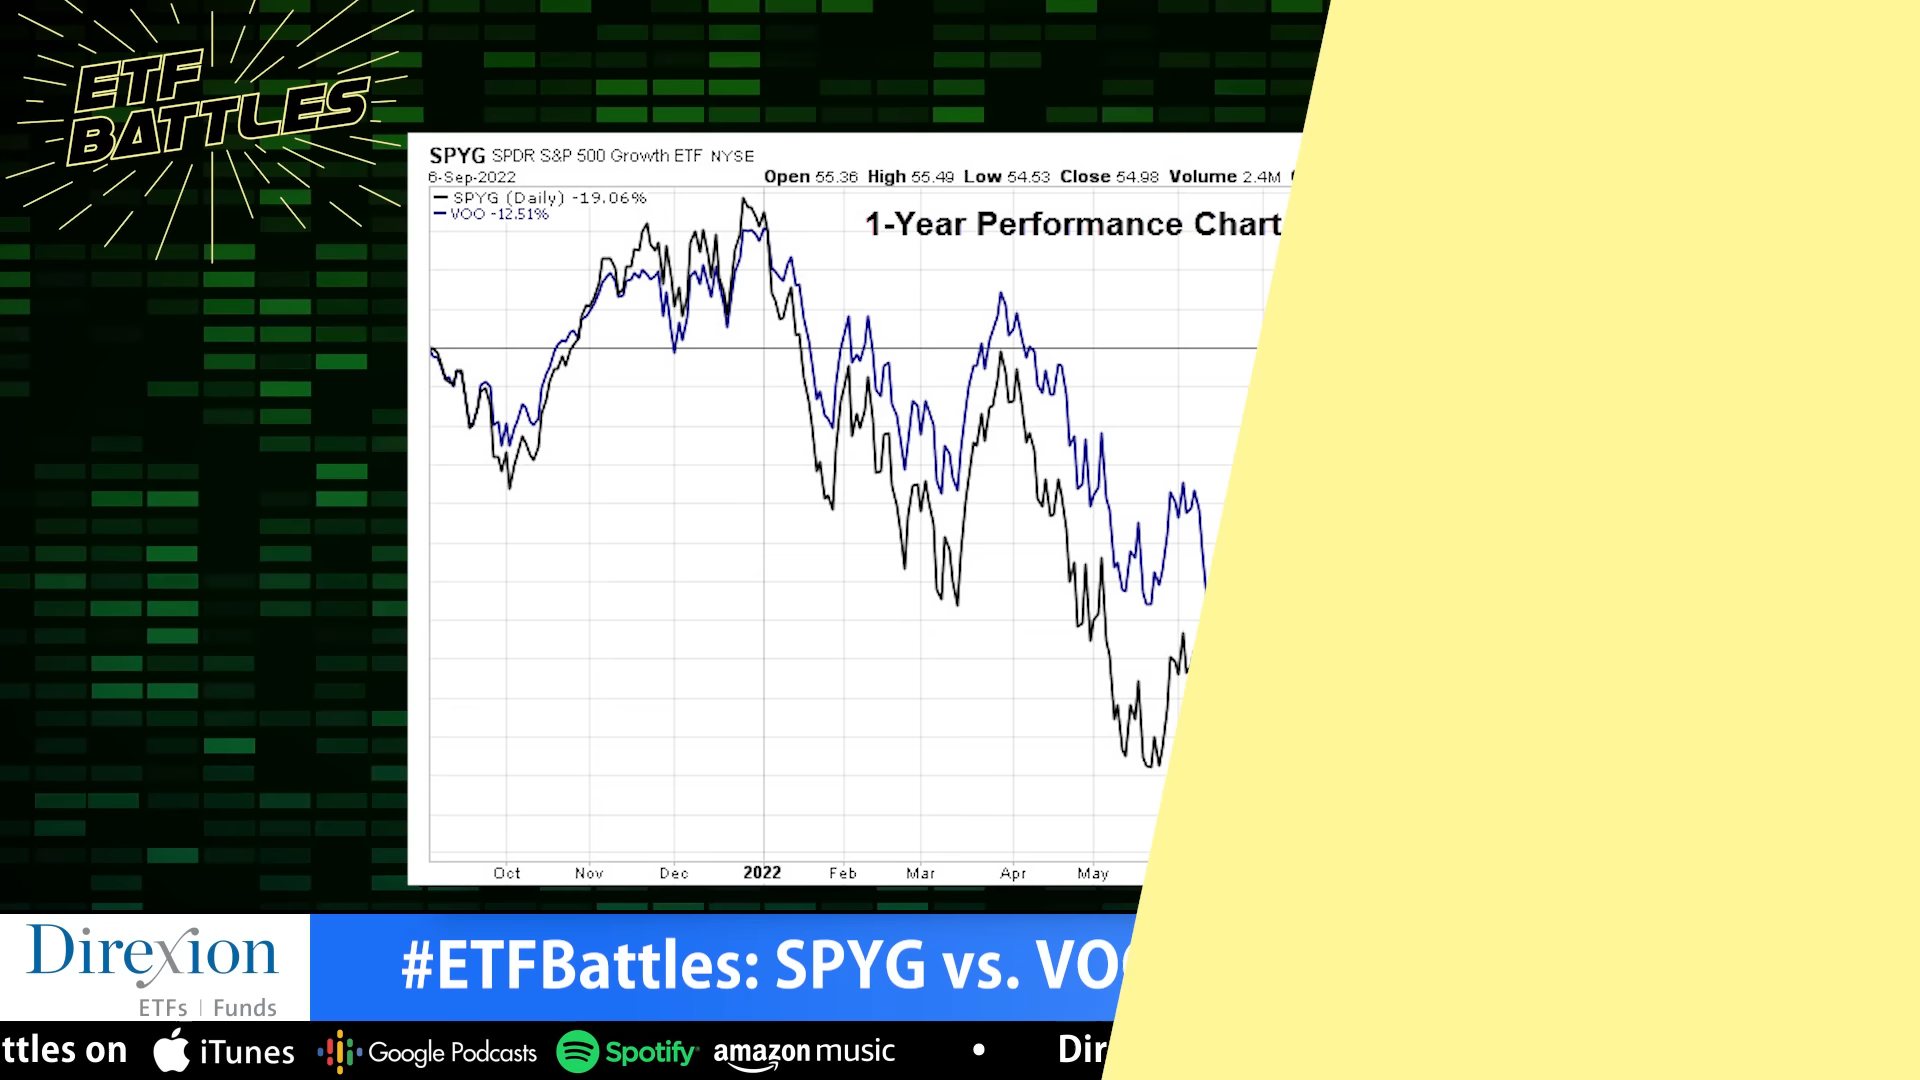 ETF
BATTLES
SPYG SPDR S&P 500 Growth ETF NYSE
6-Sep-2022
Open 55.36 High 55.49 Low 54.53 Close 54.98 Volume 2.4M
SPYG (Daily) -19.06%
VOO -12.51%
1-Year Performance Chart
Oct Nov Dec 2022 Feb Mar Apr May
Direxion
ETFs | Funds
#ETFBattles: SPYG vs. VO
ttles on iTunes Google Podcasts Spotify amazon music • Dir